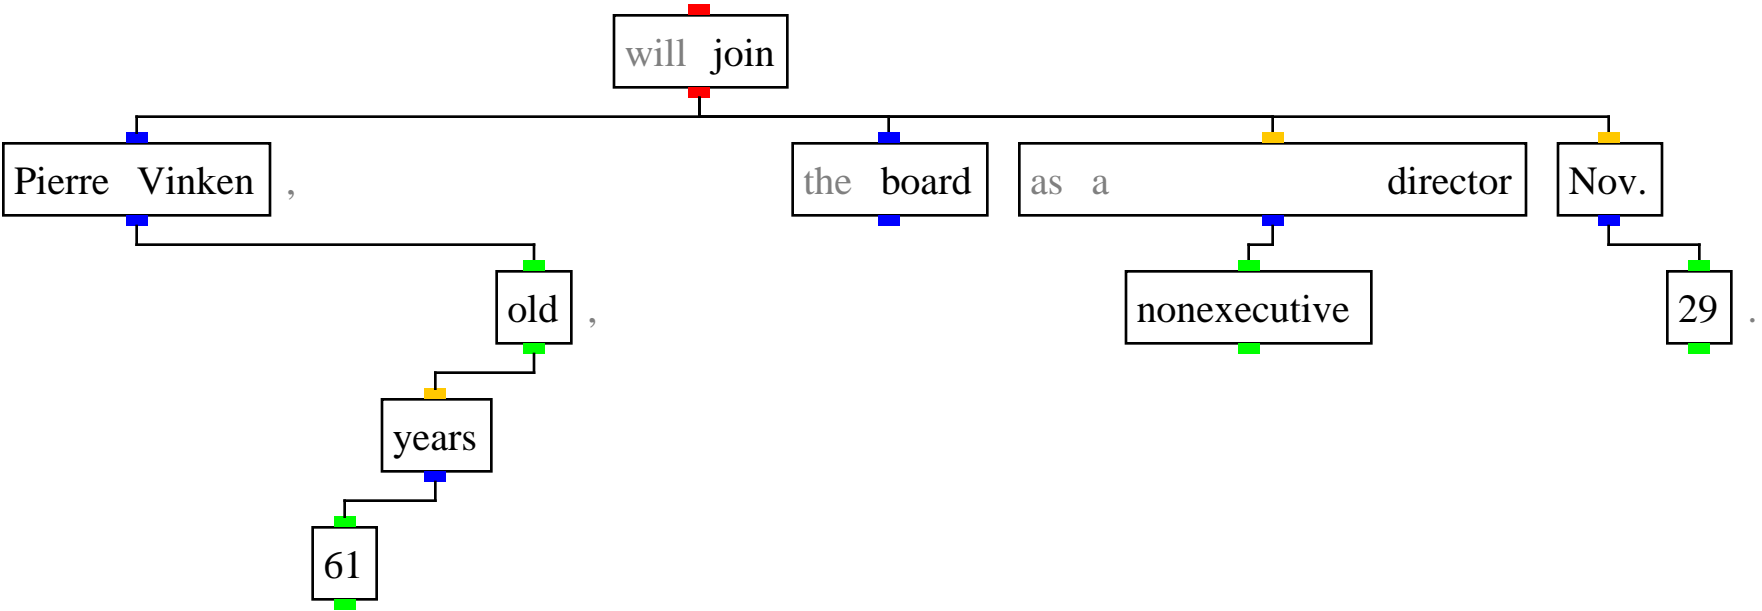 will join
Pierre Vinken , the board as a director Nov.
old , nonexecutive 29 .
years
61